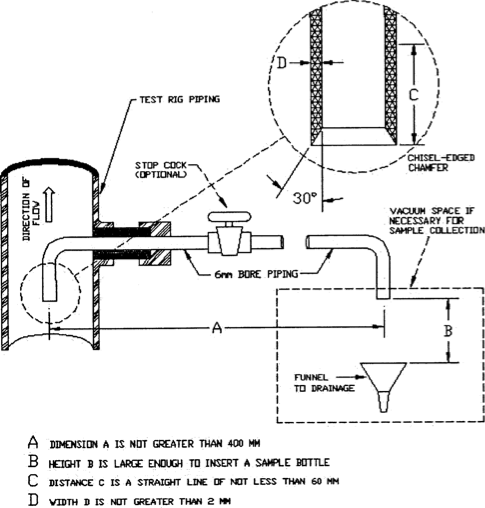 D
C
TEST RIG PIPING
CHISEL-EDGED
CHAMFER
STOP COCK
(OPTIONAL)
30°
DIRECTION OF
FLOW
VACUUM SPACE IF
NECESSARY FOR
SAMPLE COLLECTION
6mm BORE PIPING
A
B
FUNNEL
TO DRAINAGE
A DIMENSION A IS NOT GREATER THAN 400 MM
B HEIGHT B IS LARGE ENOUGH TO INSERT A SAMPLE BOTTLE
C DISTANCE C IS A STRAIGHT LINE OF NOT LESS THAN 60 MM
D WIDTH D IS NOT GREATER THAN 2 MM